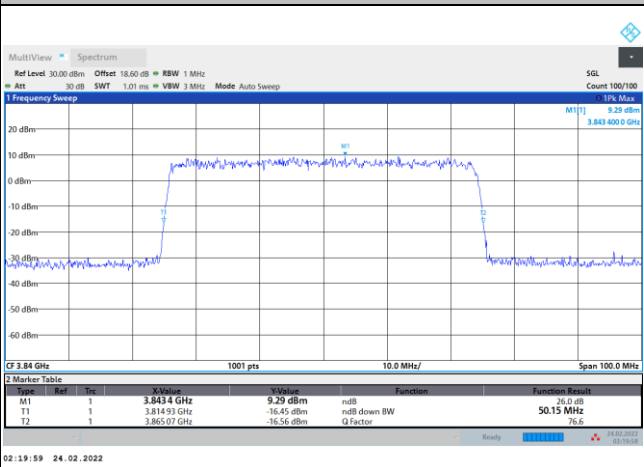 MultiView Spectrum
Ref Level 30.00 dBm Offset 18.60 dB RBW 1 MHz SGL
Att 30 dB SWT 1.01 ms VBW 3 MHz Mode Auto Sweep Count 100/100
1 Frequency Sweep 1Pk Max
M1[1] 9.29 dBm
3.843 400 0 GHz
20 dBm
M1
10 dBm
0 dBm
-10 dBm
T1 T2
-20 dBm
-30 dBm
-40 dBm
-50 dBm
-60 dBm
CF 3.84 GHz 1001 pts 10.0 MHz/ Span 100.0 MHz
2 Marker Table
Type Ref Trc X-Value Y-Value Function Function Result
M1 1 3.8434 GHz 9.29 dBm ndB 26.0 dB
T1 1 3.81493 GHz -16.45 dBm ndB down BW 50.15 MHz
T2 1 3.86507 GHz -16.56 dBm Q Factor 76.6
Ready 24.02.2022
02:19:58
02:19:59 24.02.2022